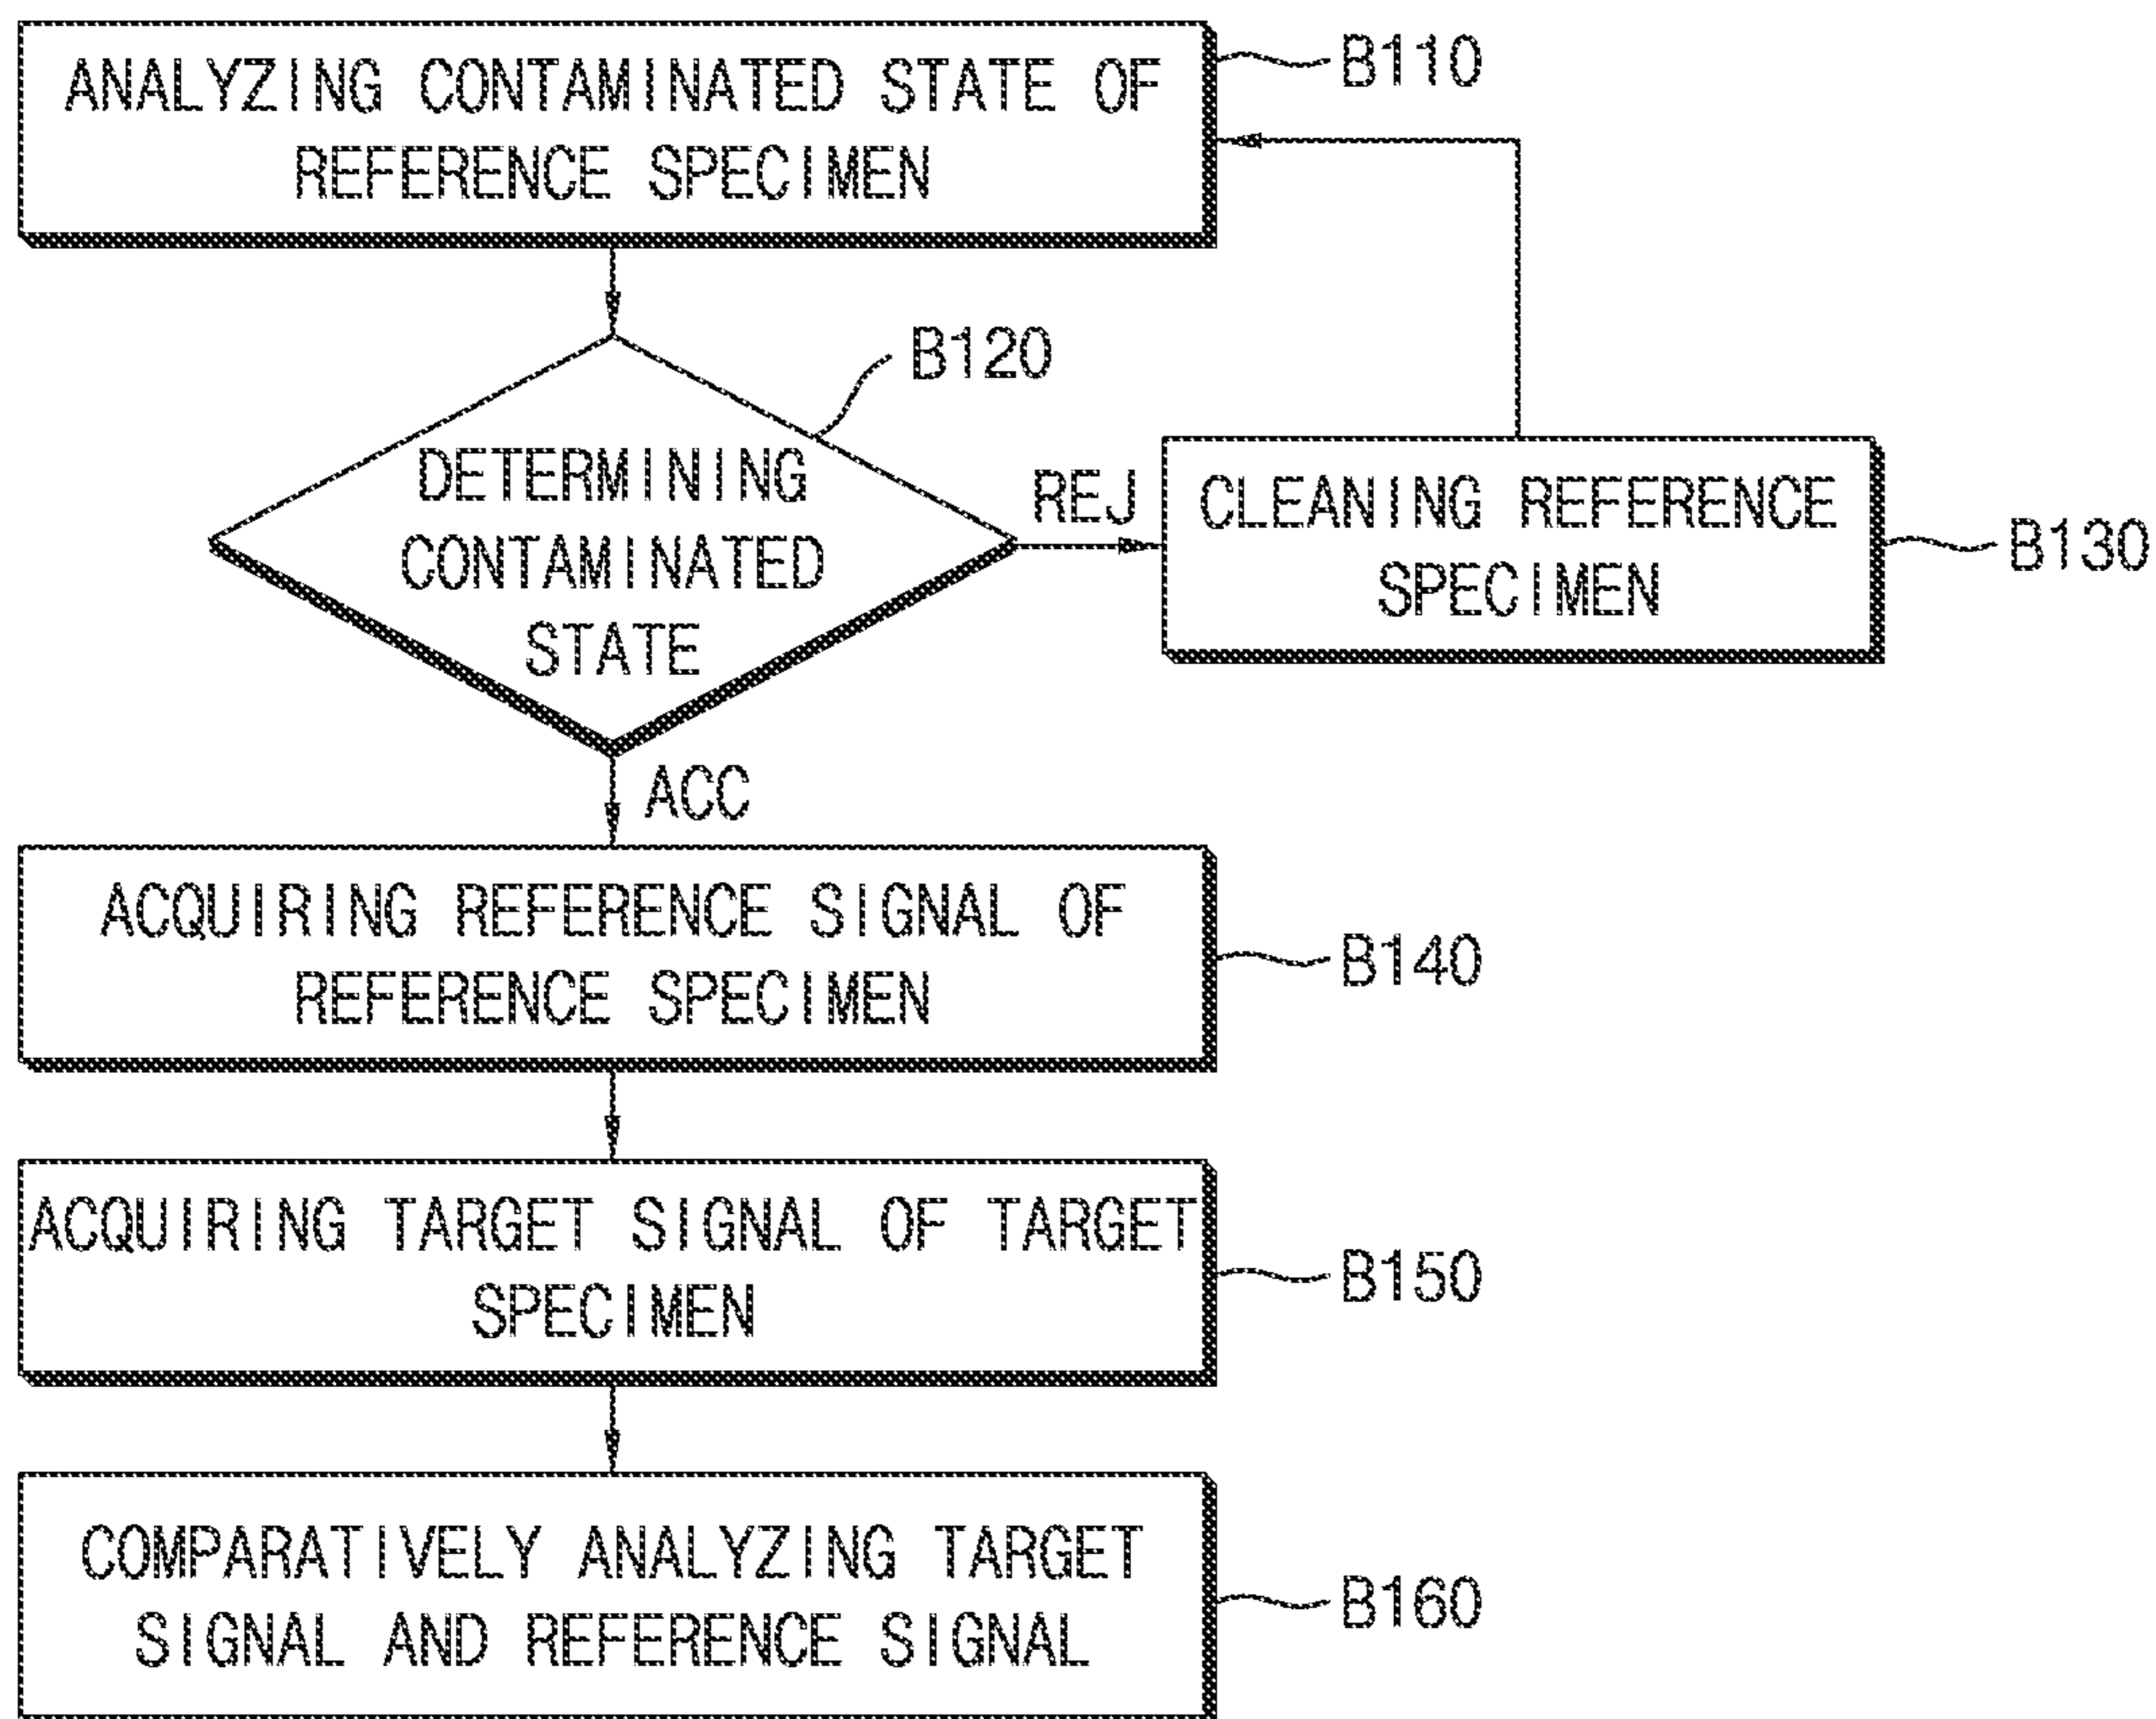 ANALYZING CONTAMINATED STATE OF
REFERENCE SPECIMEN
B110
B120
DETERMINING
CONTAMINATED
STATE
REJ
CLEANING REFERENCE
SPECIMEN
B130
ACC
ACQUIRING REFERENCE SIGNAL OF
REFERENCE SPECIMEN
B140
ACQUIRING TARGET SIGNAL OF TARGET
SPECIMEN
B150
COMPARATIVELY ANALYZING TARGET
SIGNAL AND REFERENCE SIGNAL
B160